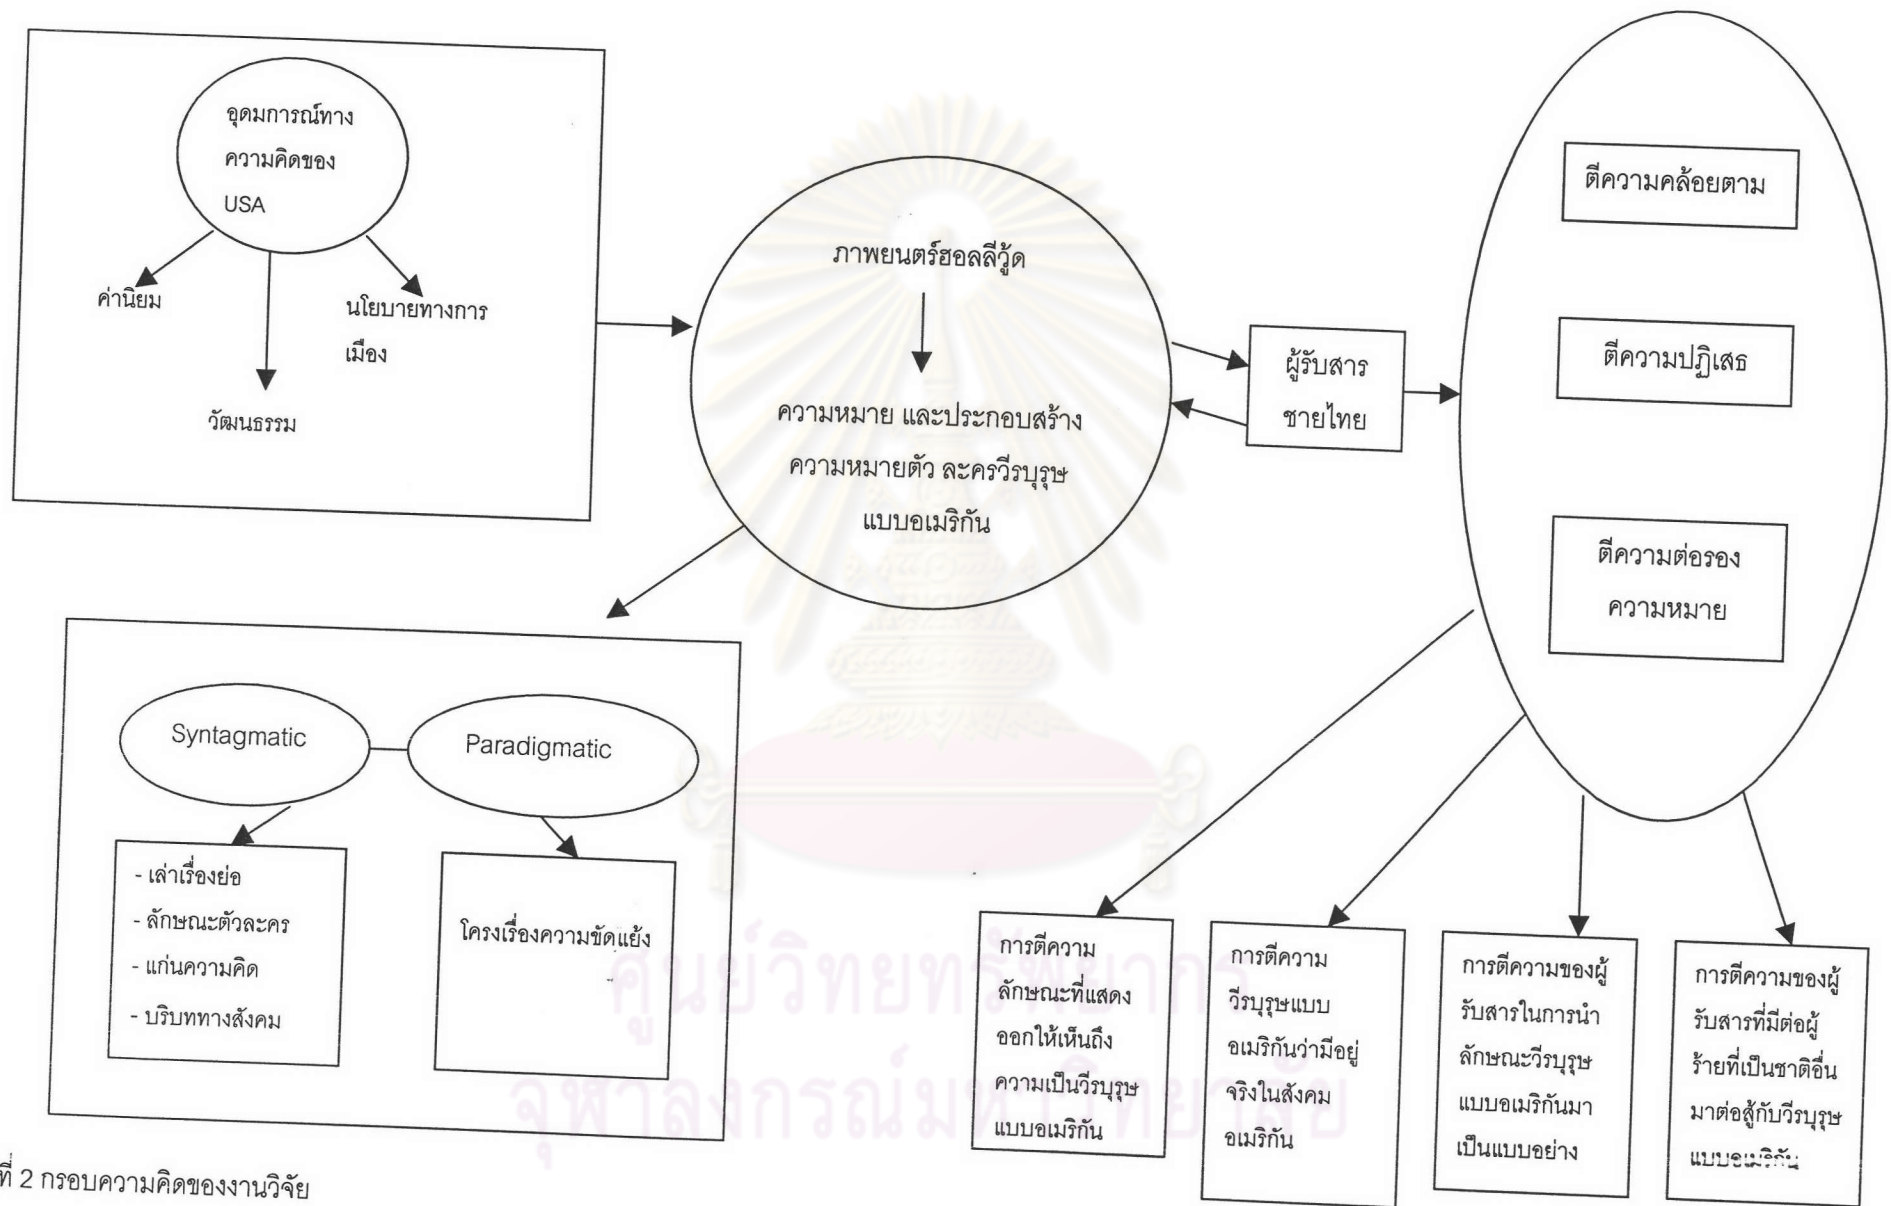 อุดมการณ์ทาง
ความคิดของ
USA
ค่านิยม
นโยบายทางการ
เมือง
วัฒนธรรม
ภาพยนตร์ฮอลลีวู้ด
ความหมาย และประกอบสร้าง
ความหมายตัว ละครวีรบุรุษ
แบบอเมริกัน
ผู้รับสาร
ชายไทย
ตีความคล้อยตาม
ตีความปฏิเสธ
ตีความต่อรอง
ความหมาย
Syntagmatic
Paradigmatic
- เล่าเรื่องย่อ
- ลักษณะตัวละคร
- แก่นความคิด
- บริบททางสังคม
โครงเรื่องความขัดแย้ง
การตีความ
ลักษณะที่แสดง
ออกให้เห็นถึง
ความเป็นวีรบุรุษ
แบบอเมริกัน
การตีความ
วีรบุรุษแบบ
อเมริกันว่ามีอยู่
จริงในสังคม
อเมริกัน
การตีความของผู้
รับสารในการนำ
ลักษณะวีรบุรุษ
แบบอเมริกันมา
เป็นแบบอย่าง
การตีความของผู้
รับสารที่มีต่อผู้
ร้ายที่เป็นชาติอื่น
มาต่อสู้กับวีรบุรุษ
แบบอเมริกัน
ศูนย์วิทยทรัพยากร
จุฬาลงกรณ์มหาวิทยาลัย
ที่ 2 กรอบความคิดของงานวิจัย